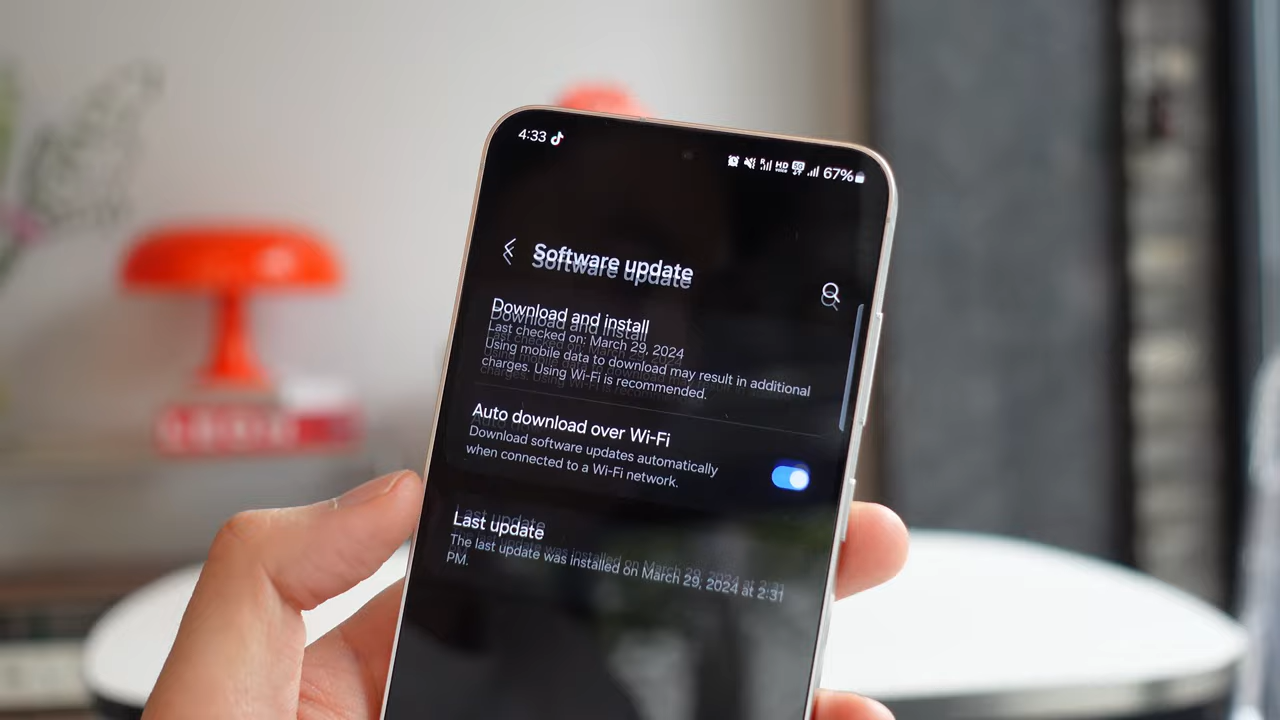 4:33
67%
Software update
Download and install
Last checked on: March 29, 2024
Using mobile data to download may result in additional
charges. Using Wi-Fi is recommended.
Auto download over Wi-Fi
Download software updates automatically
when connected to a Wi-Fi network.
Last update
The last update was installed on March 29, 2024 at 2:31
PM.